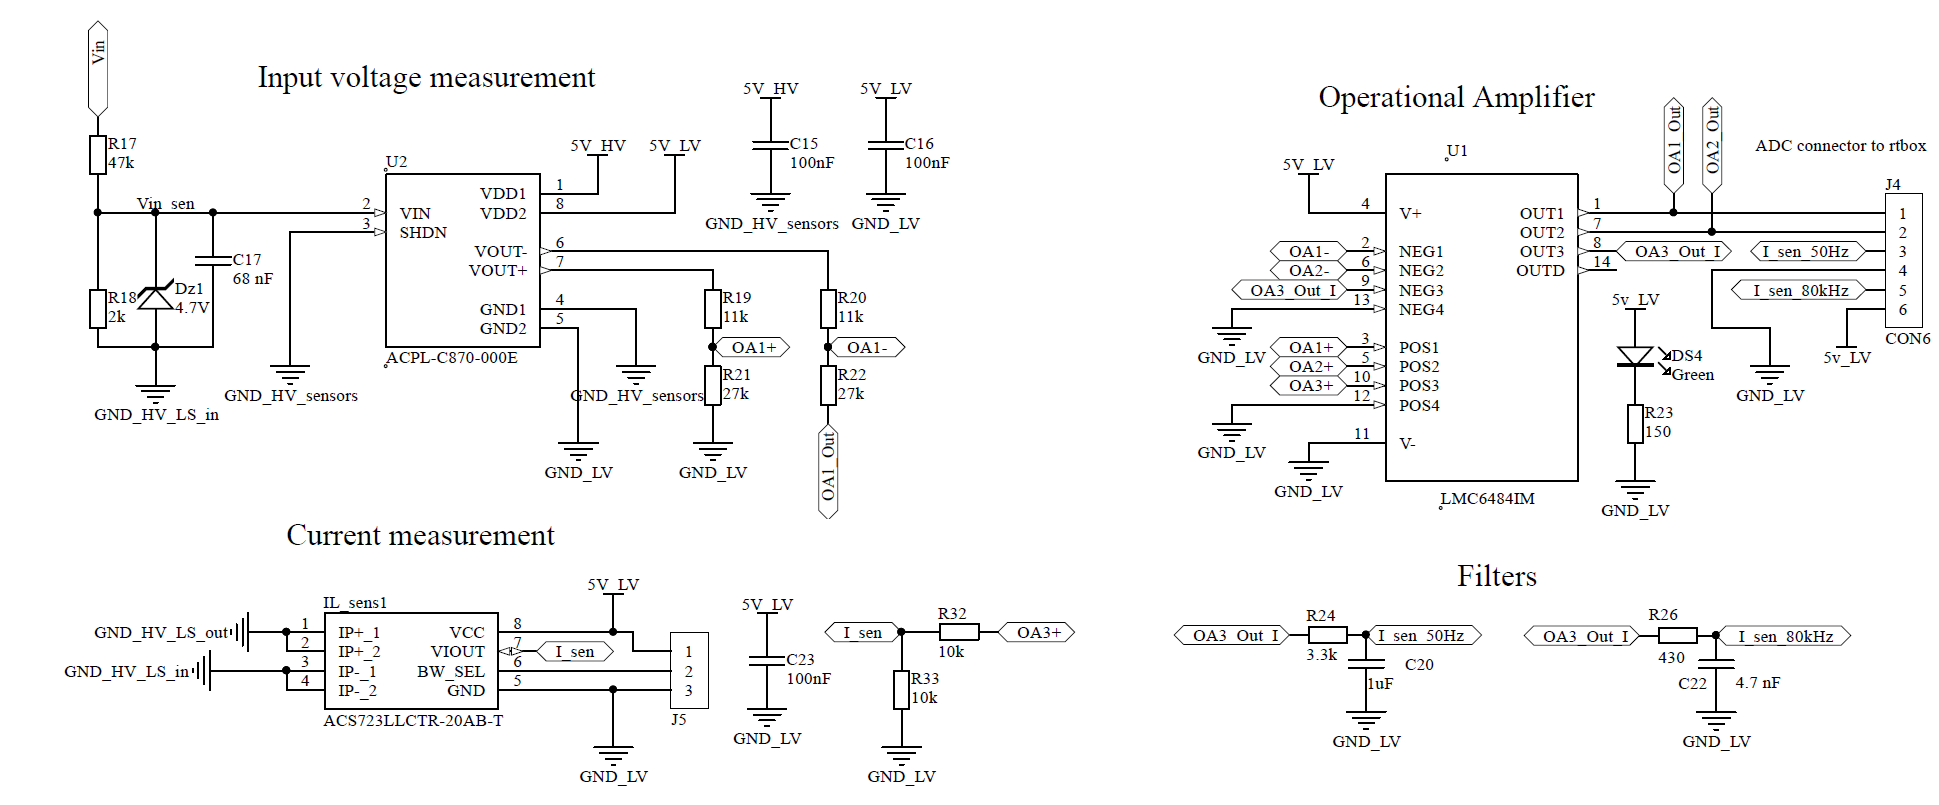 Vin
Input voltage measurement
R17
47k
Vin_sen
R18
2k
Dz1
4.7V
C17
68 nF
GND_HV_LS_in
GND_HV_sensors
U2
2
3
VIN
SHDN
VDD1
VDD2
VOUT-
VOUT+
GND1
GND2
1
8
6
7
4
5
ACPL-C870-000E
5V_HV
5V_LV
GND_HV_sensors
GND_LV
R19
11k
OA1+
R21
27k
GND_LV
R20
11k
OA1-
R22
27k
OA1_Out
5V_HV
C15
100nF
GND_HV_sensors
5V_LV
C16
100nF
GND_LV
Operational Amplifier
U1
5V_LV
4
V+
OA1-
2
NEG1
OA2-
6
NEG2
OA3_Out_I
9
NEG3
13
NEG4
GND_LV
OA1+
3
POS1
OA2+
5
POS2
OA3+
10
POS3
12
POS4
GND_LV
11
V-
GND_LV
OUT1
1
OUT2
7
OUT3
8
OUTD
14
LMC6484IM
OA1_Out
OA2_Out
OA3_Out_I
ADC connector to rtbox
J4
1
2
3
4
5
6
CON6
I_sen_50Hz
I_sen_80kHz
5v_LV
GND_LV
5v_LV
DS4
Green
R23
150
GND_LV
Current measurement
IL_sens1
GND_HV_LS_out
GND_HV_LS_in
1
2
3
4
IP+_1
IP+_2
IP-_1
IP-_2
VCC
VIOUT
BW_SEL
GND
8
7
6
5
ACS723LLCTR-20AB-T
5V_LV
I_sen
1
2
3
J5
GND_LV
5V_LV
C23
100nF
GND_LV
I_sen
R32
10k
OA3+
R33
10k
GND_LV
Filters
OA3_Out_I
R24
3.3k
I_sen_50Hz
C20
1uF
GND_LV
OA3_Out_I
R26
430
I_sen_80kHz
C22
4.7 nF
GND_LV